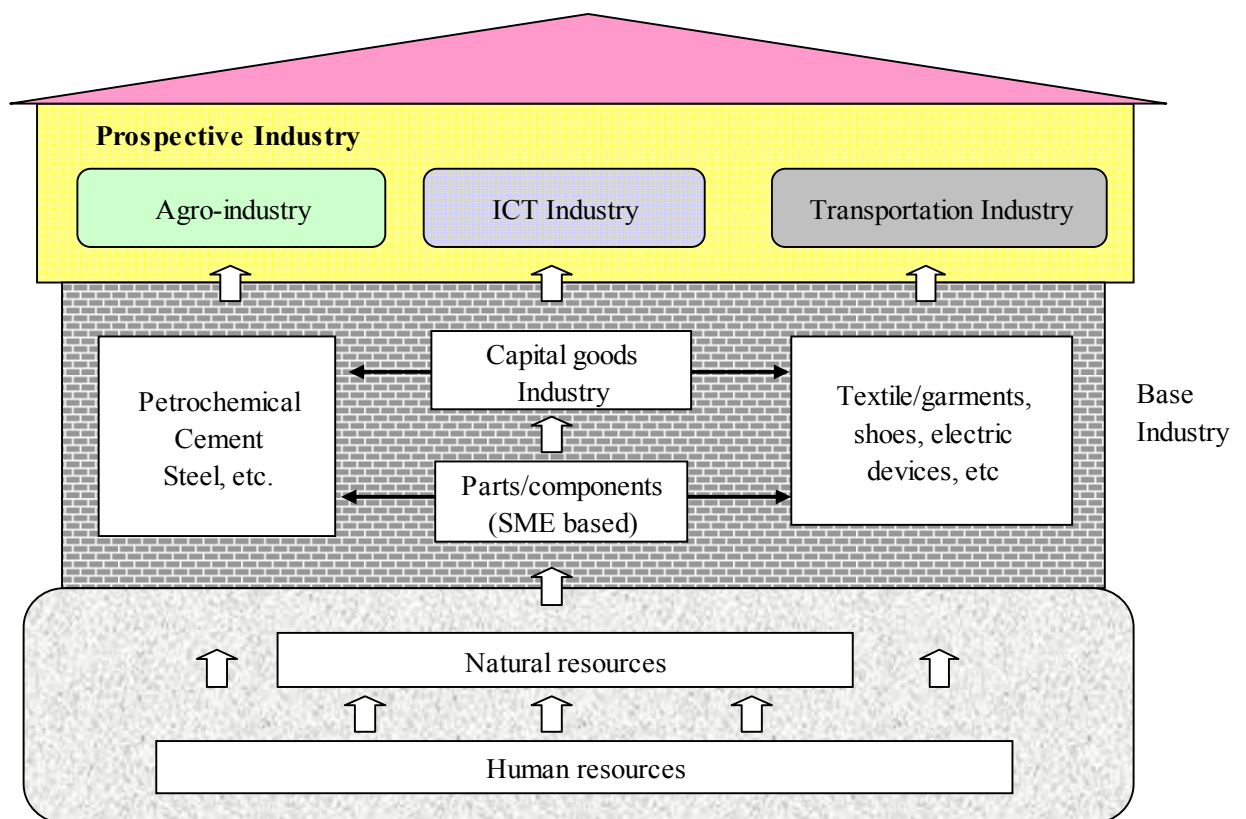 Prospective Industry
Agro-industry
ICT Industry
Transportation Industry
Petrochemical
Cement
Steel, etc.
Capital goods
Industry
Parts/components
(SME based)
Textile/garments,
shoes, electric
devices, etc
Base
Industry
Natural resources
Human resources